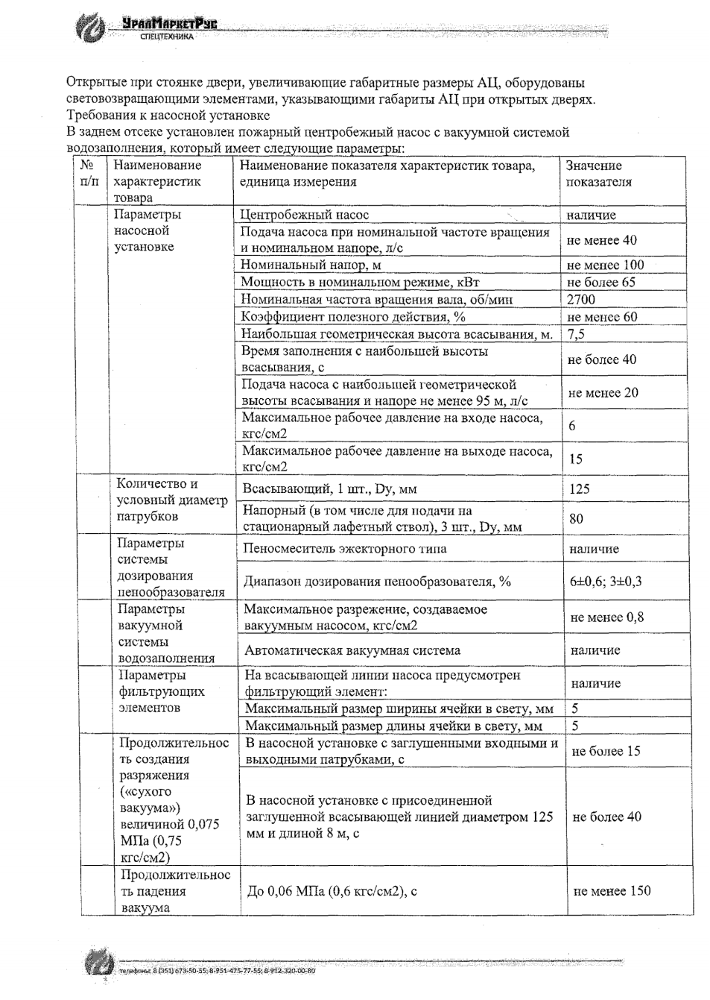 УралМаркетРус
СПЕЦТЕХНИКА
Открытые при стоянке двери, увеличивающие габаритные размеры АЦ, оборудованы
световозвращающими элементами, указывающими габариты АЦ при открытых дверях.
Требования к насосной установке
В заднем отсеке установлен пожарный центробежный насос с вакуумной системой
водозаполнения, который имеет следующие параметры:
№ п/п
Наименование
характеристик
товара
Наименование показателя характеристик товара,
единица измерения
Значение
показателя
Параметры
насосной
установке
Центробежный насос
наличие
Подача насоса при номинальной частоте вращения
и номинальном напоре, л/с
не менее 40
Номинальный напор, м
не менее 100
Мощность в номинальном режиме, кВт
не более 65
Номинальная частота вращения вала, об/мин
2700
Коэффициент полезного действия, %
не менее 60
Наибольшая геометрическая высота всасывания, м.
7,5
Время заполнения с наибольшей высоты
всасывания, с
не более 40
Подача насоса с наибольшей геометрической
высоты всасывания и напоре не менее 95 м, л/с
не менее 20
Максимальное рабочее давление на входе насоса,
кгс/см2
6
Максимальное рабочее давление на выходе насоса,
кгс/см2
15
Количество и
условный диаметр
патрубков
Всасывающий, 1 шт., Dy, мм
125
Напорный (в том числе для подачи на
стационарный лафетный ствол), 3 шт., Dy, мм
80
Параметры
системы
дозирования
пенообразователя
Пеносмеситель эжекторного типа
наличие
Диапазон дозирования пенообразователя, %
6±0,6; 3±0,3
Параметры
вакуумной
системы
водозаполнения
Максимальное разрежение, создаваемое
вакуумным насосом, кгс/см2
не менее 0,8
Автоматическая вакуумная система
наличие
Параметры
фильтрующих
элементов
На всасывающей линии насоса предусмотрен
фильтрующий элемент:
наличие
Максимальный размер ширины ячейки в свету, мм
5
Максимальный размер длины ячейки в свету, мм
5
Продолжительнос
ть создания
разряжения
(«сухого
вакуума»)
величиной 0,075
МПа (0,75
кгс/см2)
В насосной установке с заглушенными входными и
выходными патрубками, с
не более 15
В насосной установке с присоединенной
заглушенной всасывающей линией диаметром 125
мм и длиной 8 м, с
не более 40
Продолжительнос
ть падения
вакуума
До 0,06 МПа (0,6 кгс/см2), с
не менее 150
телефоны: 8 (351) 673-50-55; 8-951-475-77-55; 8-912-320-00-80